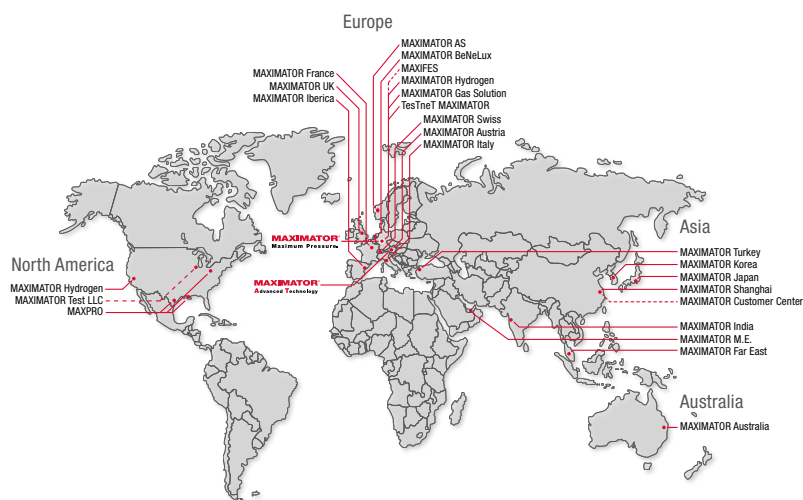 Europe
MAXIMATOR AS
MAXIMATOR BeNeLux
MAXIFES
MAXIMATOR Hydrogen
MAXIMATOR Gas Solution
TesTneT MAXIMATOR
MAXIMATOR Swiss
MAXIMATOR Austria
MAXIMATOR Italy
MAXIMATOR France
MAXIMATOR UK
MAXIMATOR Iberica
MAXIMATOR®
Maximum Pressure.
MAXIMATOR®
Advanced Technology
North America
MAXIMATOR Hydrogen
MAXIMATOR Test LLC
MAXPRO
Asia
MAXIMATOR Turkey
MAXIMATOR Korea
MAXIMATOR Japan
MAXIMATOR Shanghai
MAXIMATOR Customer Center
MAXIMATOR India
MAXIMATOR M.E.
MAXIMATOR Far East
Australia
MAXIMATOR Australia